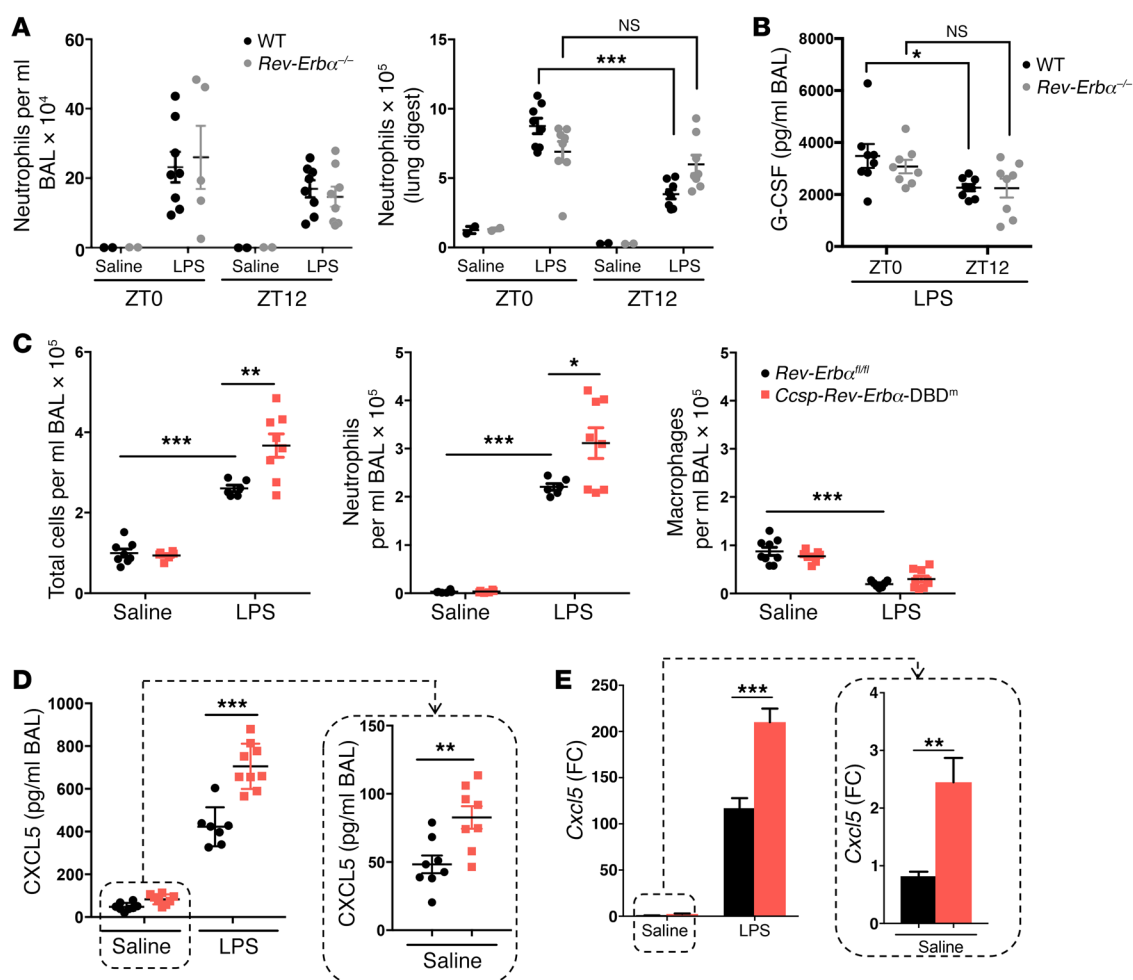 A
Neutrophils per ml
BAL × 10⁴
60
40
20
0
WT
Rev-Erbα⁻/⁻
Saline
LPS
Saline
LPS
ZT0
ZT12
Neutrophils × 10⁵
(lung digest)
15
10
5
0
***
NS
Saline
LPS
Saline
LPS
ZT0
ZT12
B
G-CSF (pg/ml BAL)
8000
6000
4000
2000
0
NS
*
WT
Rev-Erbα⁻/⁻
ZT0
ZT12
LPS
C
Total cells per ml BAL × 10⁵
6
4
2
0
***
**
Saline
LPS
Neutrophils
per ml BAL × 10⁵
5
4
3
2
1
0
***
*
Saline
LPS
Macrophages
per ml BAL × 10⁵
5
4
3
2
1
0
Rev-Erbα^fl/fl
Ccsp-Rev-Erbα-DBDᵐ
***
Saline
LPS
D
CXCL5 (pg/ml BAL)
1000
800
600
400
200
0
***
Saline
LPS
CXCL5 (pg/ml BAL)
150
100
50
0
**
Saline
E
Cxcl5 (FC)
250
200
150
100
50
0
***
Saline
LPS
Cxcl5 (FC)
4
3
2
1
0
**
Saline